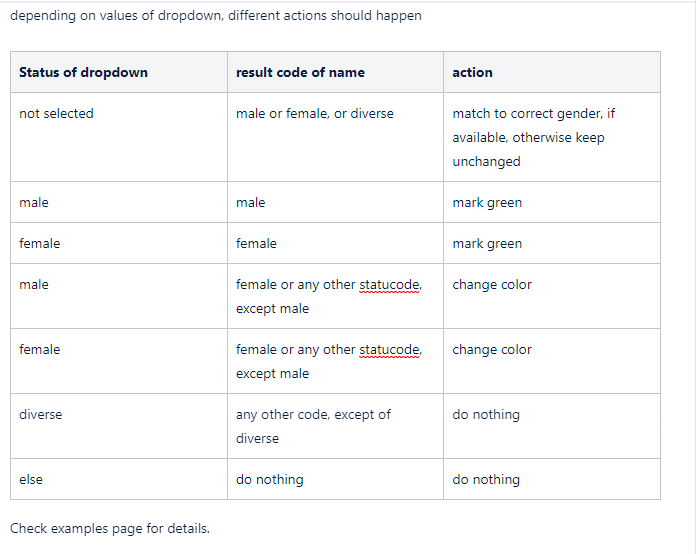 depending on values of dropdown, different actions should happen
Status of dropdown result code of name action
not selected male or female, or diverse match to correct gender, if
available, otherwise keep
unchanged
male male mark green
female female mark green
male female or any other statucode, change color
except male
female female or any other statucode, change color
except male
diverse any other code, except of do nothing
diverse
else do nothing do nothing
Check examples page for details.